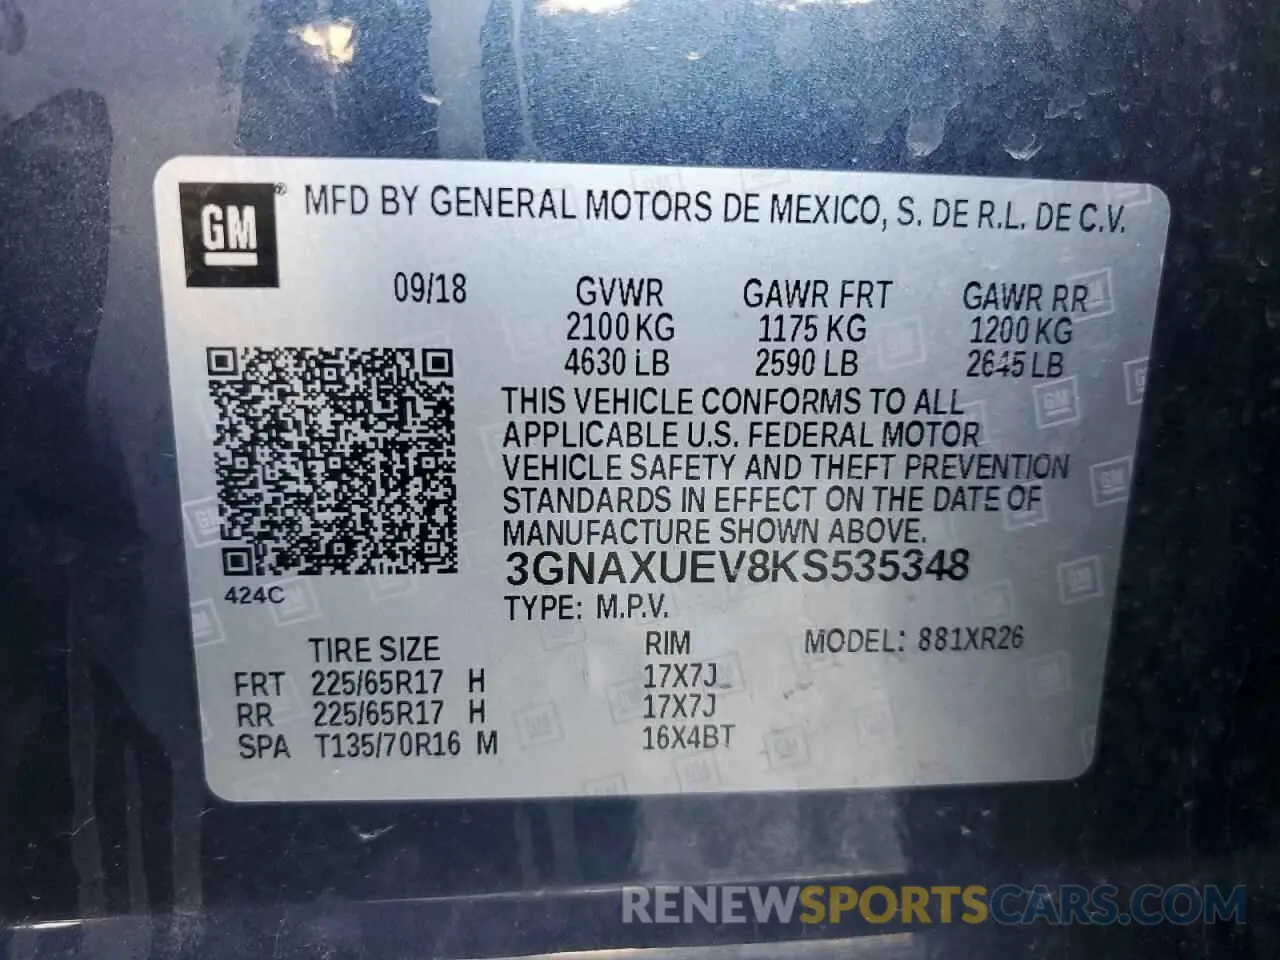 GM® MFD BY GENERAL MOTORS DE MEXICO, S. DE R.L. DE C.V.
09/18 GVWR GAWR FRT GAWR RR
2100 KG 1175 KG 1200 KG
4630 LB 2590 LB 2645 LB
THIS VEHICLE CONFORMS TO ALL
APPLICABLE U.S. FEDERAL MOTOR
VEHICLE SAFETY AND THEFT PREVENTION
STANDARDS IN EFFECT ON THE DATE OF
MANUFACTURE SHOWN ABOVE.
3GNAXUEV8KS535348
424C
TYPE: M.P.V.
TIRE SIZE RIM MODEL: 881XR26
FRT 225/65R17 H 17X7J
RR 225/65R17 H 17X7J
SPA T135/70R16 M 16X4BT
RENEWSPORTSCARS.COM